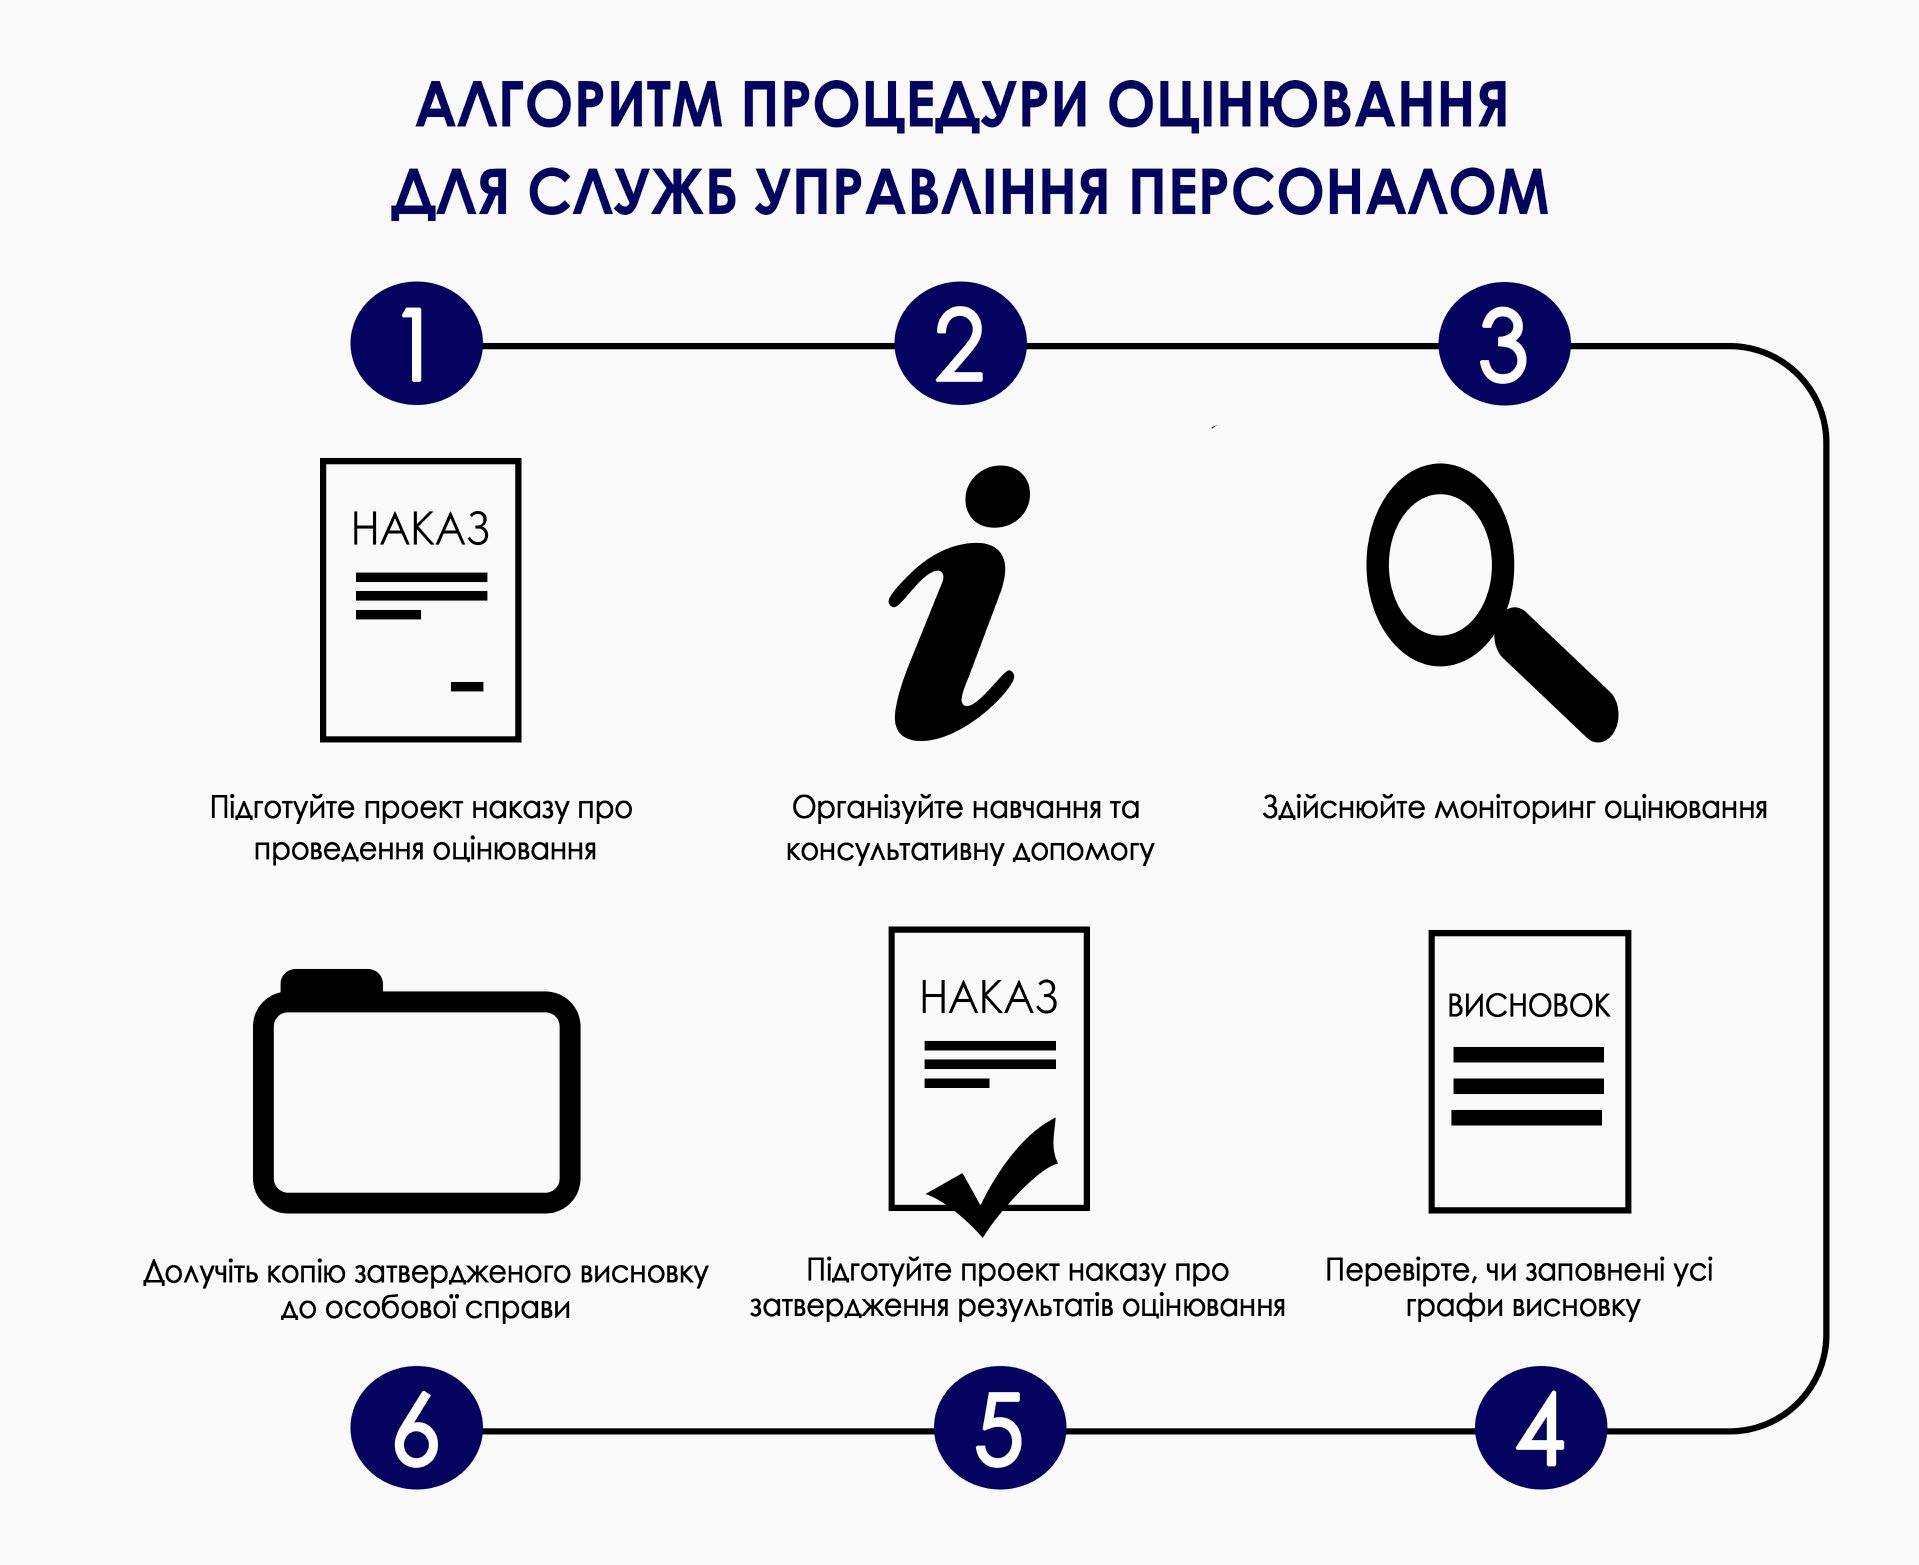 АЛГОРИТМ ПРОЦЕДУРИ ОЦІНЮВАННЯ
ДЛЯ СЛУЖБ УПРАВЛІННЯ ПЕРСОНАЛОМ
1
2
3
НАКАЗ
Підготуйте проект наказу про
проведення оцінювання
Організуйте навчання та
консультативну допомогу
Здійснюйте моніторинг оцінювання
ВИСНОВОК
Перевірте, чи заповнені усі
графи висновку
4
НАКАЗ
Підготуйте проект наказу про
затвердження результатів оцінювання
5
Долучіть копію затвердженого висновку
до особової справи
6